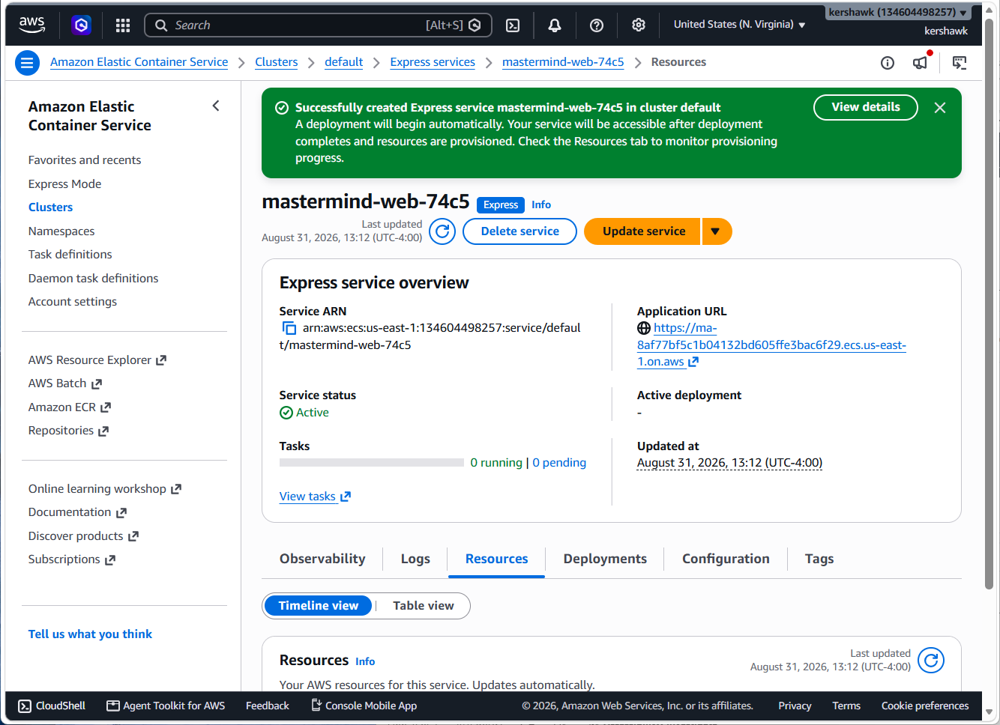 aws
Search [Alt+S]
United States (N. Virginia) ▼
kershawk (134604498257) ▼
kershawk
Amazon Elastic Container Service
Clusters
default
Express services
mastermind-web-74c5
Resources
Amazon Elastic
Container Service
Favorites and recents
Express Mode
Clusters
Namespaces
Task definitions
Daemon task definitions
Account settings
AWS Resource Explorer
AWS Batch
Amazon ECR
Repositories
Online learning workshop
Documentation
Discover products
Subscriptions
Tell us what you think
Successfully created Express service mastermind-web-74c5 in cluster default
A deployment will begin automatically. Your service will be accessible after deployment
completes and resources are provisioned. Check the Resources tab to monitor provisioning
progress.
View details
mastermind-web-74c5 Express Info
Last updated
August 31, 2026, 13:12 (UTC-4:00)
Delete service
Update service
Express service overview
Service ARN
arn:aws:ecs:us-east-1:134604498257:service/defaul
t/mastermind-web-74c5
Application URL
https://ma-
8af77bf5c1b04132bd605ffe3bac6f29.ecs.us-east-
1.on.aws
Service status
Active
Active deployment
-
Tasks
0 running | 0 pending
View tasks
Updated at
August 31, 2026, 13:12 (UTC-4:00)
Observability
Logs
Resources
Deployments
Configuration
Tags
Timeline view
Table view
Resources Info
Last updated
August 31, 2026, 13:12 (UTC-4:00)
Your AWS resources for this service. Updates automatically.
CloudShell
Agent Toolkit for AWS
Feedback
Console Mobile App
© 2026, Amazon Web Services, Inc. or its affiliates.
Privacy
Terms
Cookie preferences